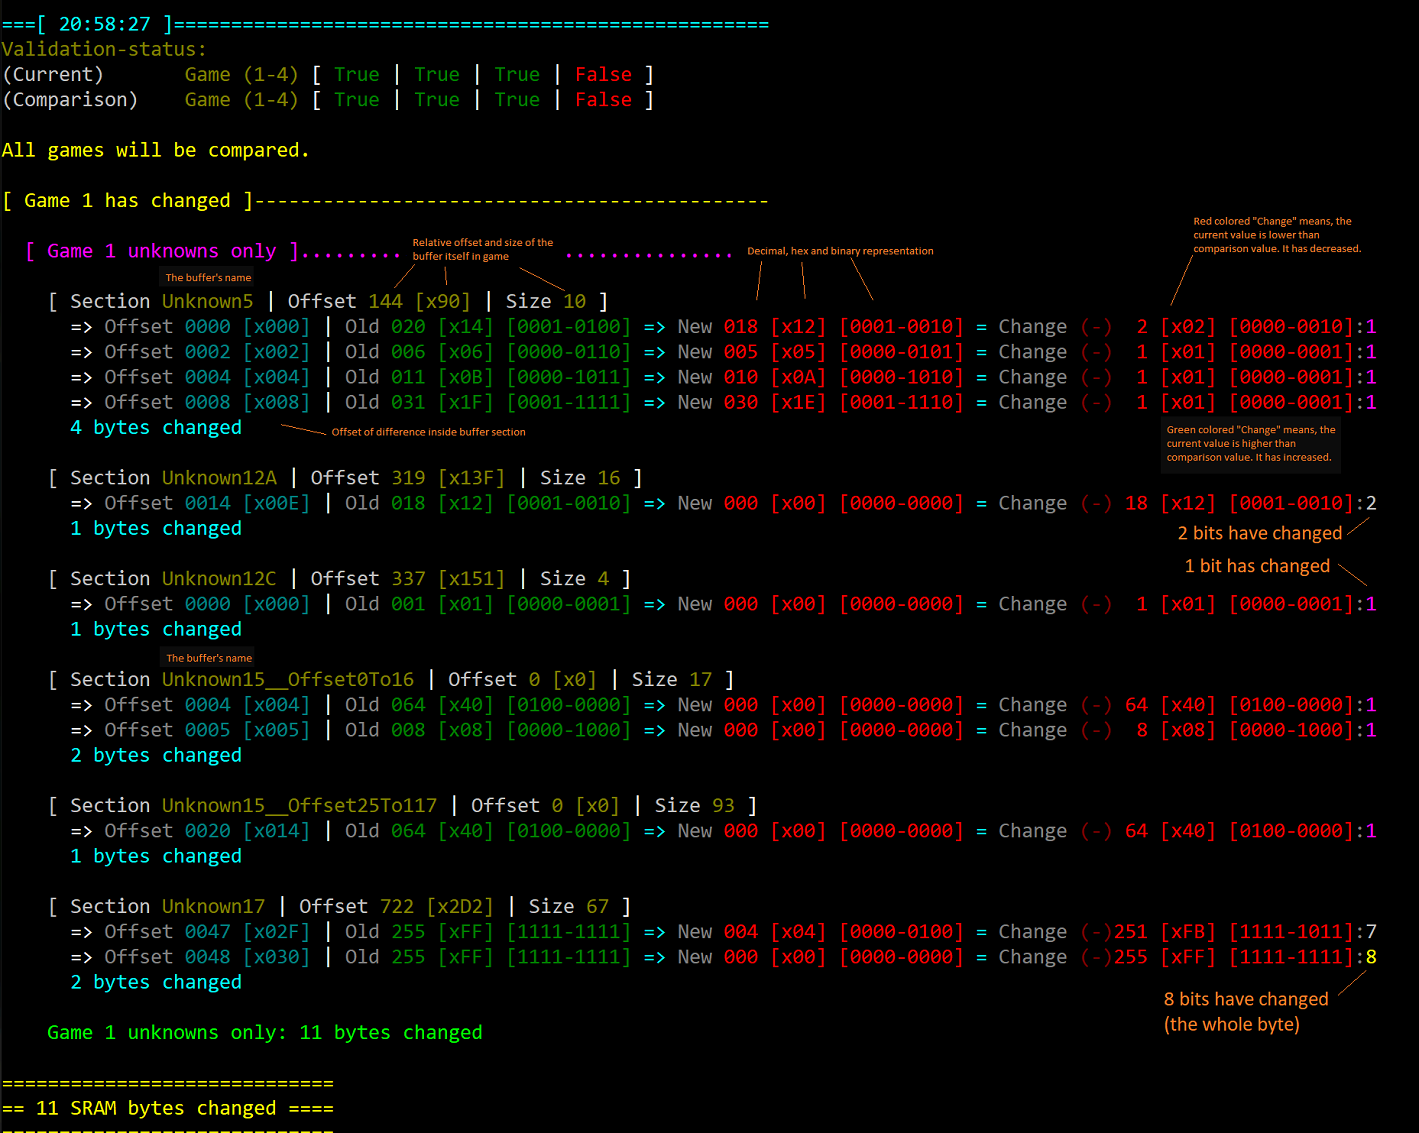 ===[ 20:58:27 ]====================================================
Validation-status:
(Current)       Game (1-4) [ True | True | True | False ]
(Comparison)    Game (1-4) [ True | True | True | False ]
All games will be compared.
[ Game 1 has changed ]---------------------------------------------
Red colored "Change" means, the
current value is lower than
comparison value. It has decreased.
[ Game 1 unknowns only ]......... ...............
Relative offset and size of the
buffer itself in game
Decimal, hex and binary representation
The buffer's name
[ Section Unknown5 | Offset 144 [x90] | Size 10 ]
=> Offset 0000 [x000] | Old 020 [x14] [0001-0100] => New 018 [x12] [0001-0010] = Change (-)  2 [x02] [0000-0010]:1
=> Offset 0002 [x002] | Old 006 [x06] [0000-0110] => New 005 [x05] [0000-0101] = Change (-)  1 [x01] [0000-0001]:1
=> Offset 0004 [x004] | Old 011 [x0B] [0000-1011] => New 010 [x0A] [0000-1010] = Change (-)  1 [x01] [0000-0001]:1
=> Offset 0008 [x008] | Old 031 [x1F] [0001-1111] => New 030 [x1E] [0001-1110] = Change (-)  1 [x01] [0000-0001]:1
4 bytes changed
Offset of difference inside buffer section
Green colored "Change" means, the
current value is higher than
comparison value. It has increased.
[ Section Unknown12A | Offset 319 [x13F] | Size 16 ]
=> Offset 0014 [x00E] | Old 018 [x12] [0001-0010] => New 000 [x00] [0000-0000] = Change (-) 18 [x12] [0001-0010]:2
1 bytes changed
2 bits have changed
1 bit has changed
[ Section Unknown12C | Offset 337 [x151] | Size 4 ]
=> Offset 0000 [x000] | Old 001 [x01] [0000-0001] => New 000 [x00] [0000-0000] = Change (-)  1 [x01] [0000-0001]:1
1 bytes changed
The buffer's name
[ Section Unknown15__Offset0To16 | Offset 0 [x0] | Size 17 ]
=> Offset 0004 [x004] | Old 064 [x40] [0100-0000] => New 000 [x00] [0000-0000] = Change (-) 64 [x40] [0100-0000]:1
=> Offset 0005 [x005] | Old 008 [x08] [0000-1000] => New 000 [x00] [0000-0000] = Change (-)  8 [x08] [0000-1000]:1
2 bytes changed
[ Section Unknown15__Offset25To117 | Offset 0 [x0] | Size 93 ]
=> Offset 0020 [x014] | Old 064 [x40] [0100-0000] => New 000 [x00] [0000-0000] = Change (-) 64 [x40] [0100-0000]:1
1 bytes changed
[ Section Unknown17 | Offset 722 [x2D2] | Size 67 ]
=> Offset 0047 [x02F] | Old 255 [xFF] [1111-1111] => New 004 [x04] [0000-0100] = Change (-)251 [xFB] [1111-1011]:7
=> Offset 0048 [x030] | Old 255 [xFF] [1111-1111] => New 000 [x00] [0000-0000] = Change (-)255 [xFF] [1111-1111]:8
2 bytes changed
8 bits have changed
(the whole byte)
Game 1 unknowns only: 11 bytes changed
=============================
== 11 SRAM bytes changed ====
=============================